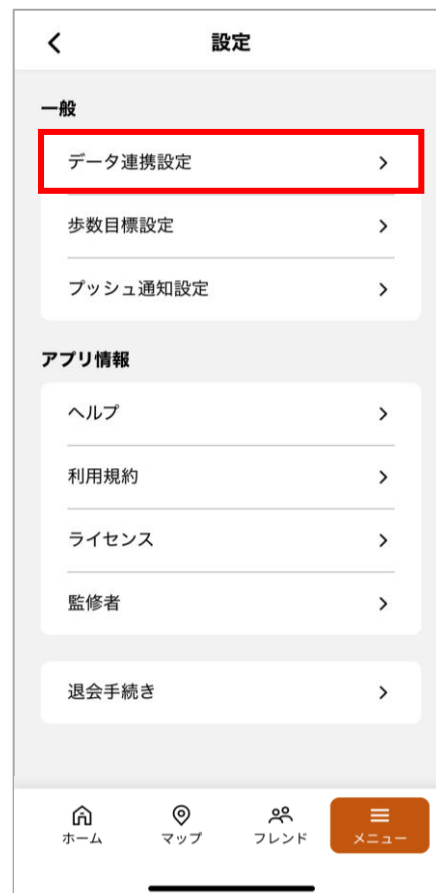 設定
一般
データ連携設定
歩数目標設定
プッシュ通知設定
アプリ情報
ヘルプ
利用規約
ライセンス
監修者
退会手続き
ホーム
マップ
フレンド
メニュー